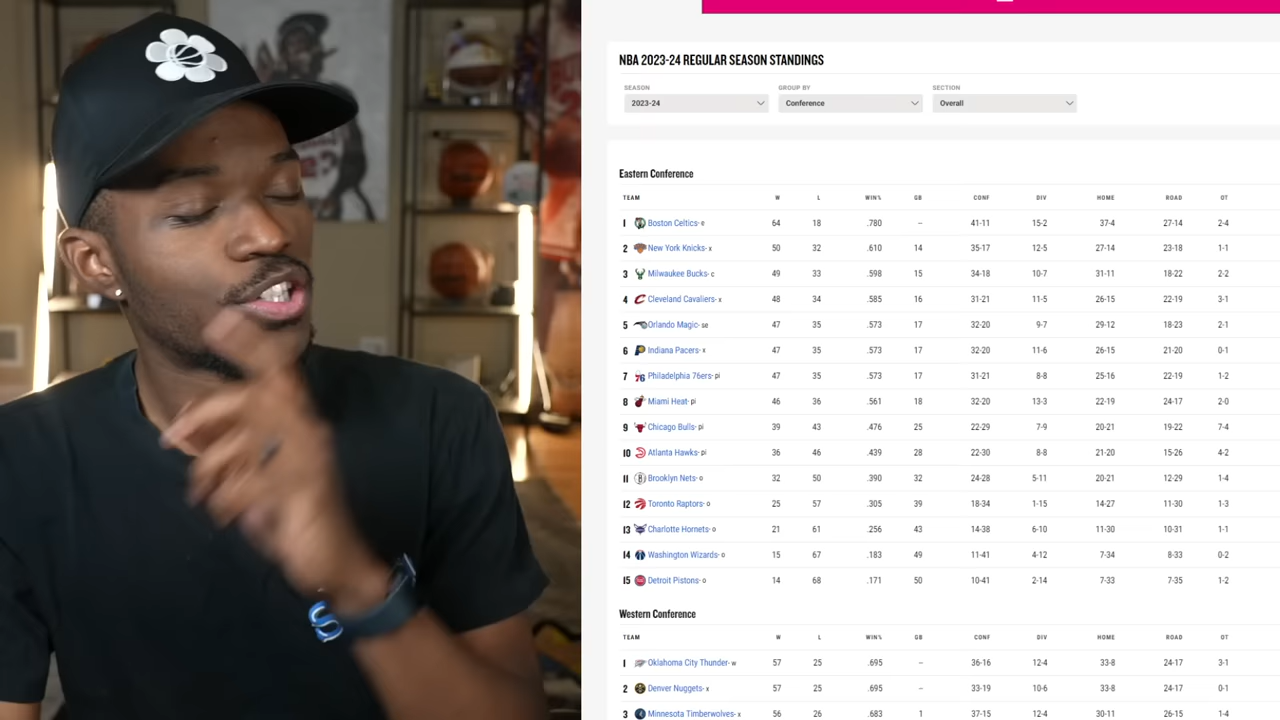 NBA 2023-24 REGULAR SEASON STANDINGS
SEASON GROUP BY SECTION
2023-24 Conference Overall
Eastern Conference
TEAM W L WIN% GB CONF DIV HOME ROAD OT
1 Boston Celtics- e 64 18 .780 – 41-11 15-2 37-4 27-14 2-4
2 New York Knicks- x 50 32 .610 14 35-17 12-5 27-14 23-18 1-1
3 Milwaukee Bucks- c 49 33 .598 15 34-18 10-7 31-11 18-22 2-2
4 Cleveland Cavaliers- x 48 34 .585 16 31-21 11-5 26-15 22-19 3-1
5 Orlando Magic- se 47 35 .573 17 32-20 9-7 29-12 18-23 2-1
6 Indiana Pacers- x 47 35 .573 17 32-20 11-6 26-15 21-20 0-1
7 Philadelphia 76ers- pi 47 35 .573 17 31-21 8-8 25-16 22-19 1-2
8 Miami Heat- pi 46 36 .561 18 32-20 13-3 22-19 24-17 2-0
9 Chicago Bulls- pi 39 43 .476 25 22-29 7-9 20-21 19-22 7-4
10 Atlanta Hawks- pi 36 46 .439 28 22-30 8-8 21-20 15-26 4-2
11 Brooklyn Nets- o 32 50 .390 32 24-28 5-11 20-21 12-29 1-4
12 Toronto Raptors- o 25 57 .305 39 18-34 1-15 14-27 11-30 1-3
13 Charlotte Hornets- o 21 61 .256 43 14-38 6-10 11-30 10-31 1-1
14 Washington Wizards- o 15 67 .183 49 11-41 4-12 7-34 8-33 0-2
15 Detroit Pistons- o 14 68 .171 50 10-41 2-14 7-33 7-35 1-2
Western Conference
TEAM W L WIN% GB CONF DIV HOME ROAD OT
1 Oklahoma City Thunder- w 57 25 .695 – 36-16 12-4 33-8 24-17 3-1
2 Denver Nuggets- x 57 25 .695 – 33-19 10-6 33-8 24-17 0-1
3 Minnesota Timberwolves- x 56 26 .683 1 37-15 12-4 30-11 26-15 1-4